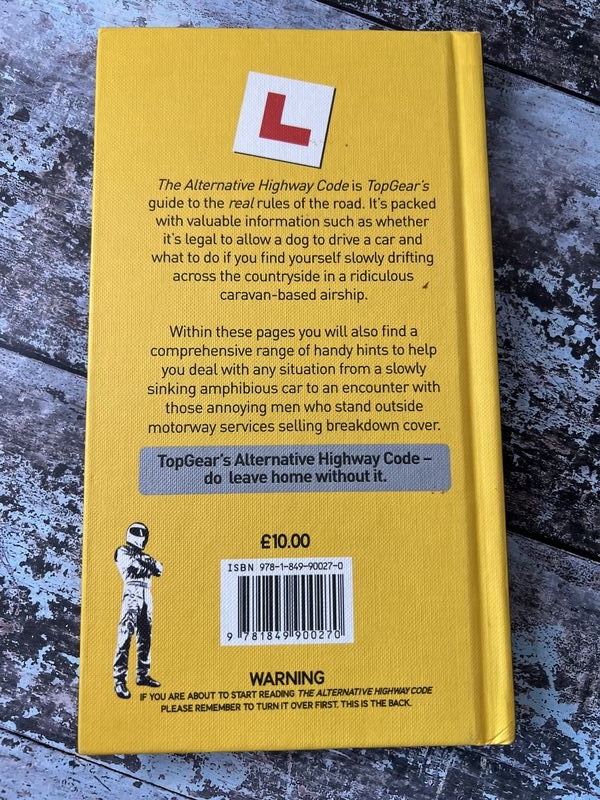 L
The Alternative Highway Code is TopGear's
guide to the real rules of the road. It's packed
with valuable information such as whether
it's legal to allow a dog to drive a car and
what to do if you find yourself slowly drifting
across the countryside in a ridiculous
caravan-based airship.
Within these pages you will also find a
comprehensive range of handy hints to help
you deal with any situation from a slowly
sinking amphibious car to an encounter with
those annoying men who stand outside
motorway services selling breakdown cover.
TopGear's Alternative Highway Code –
do leave home without it.
£10.00
ISBN 978-1-849-90027-0
9 781849 900270
WARNING
IF YOU ARE ABOUT TO START READING THE ALTERNATIVE HIGHWAY CODE
PLEASE REMEMBER TO TURN IT OVER FIRST. THIS IS THE BACK.